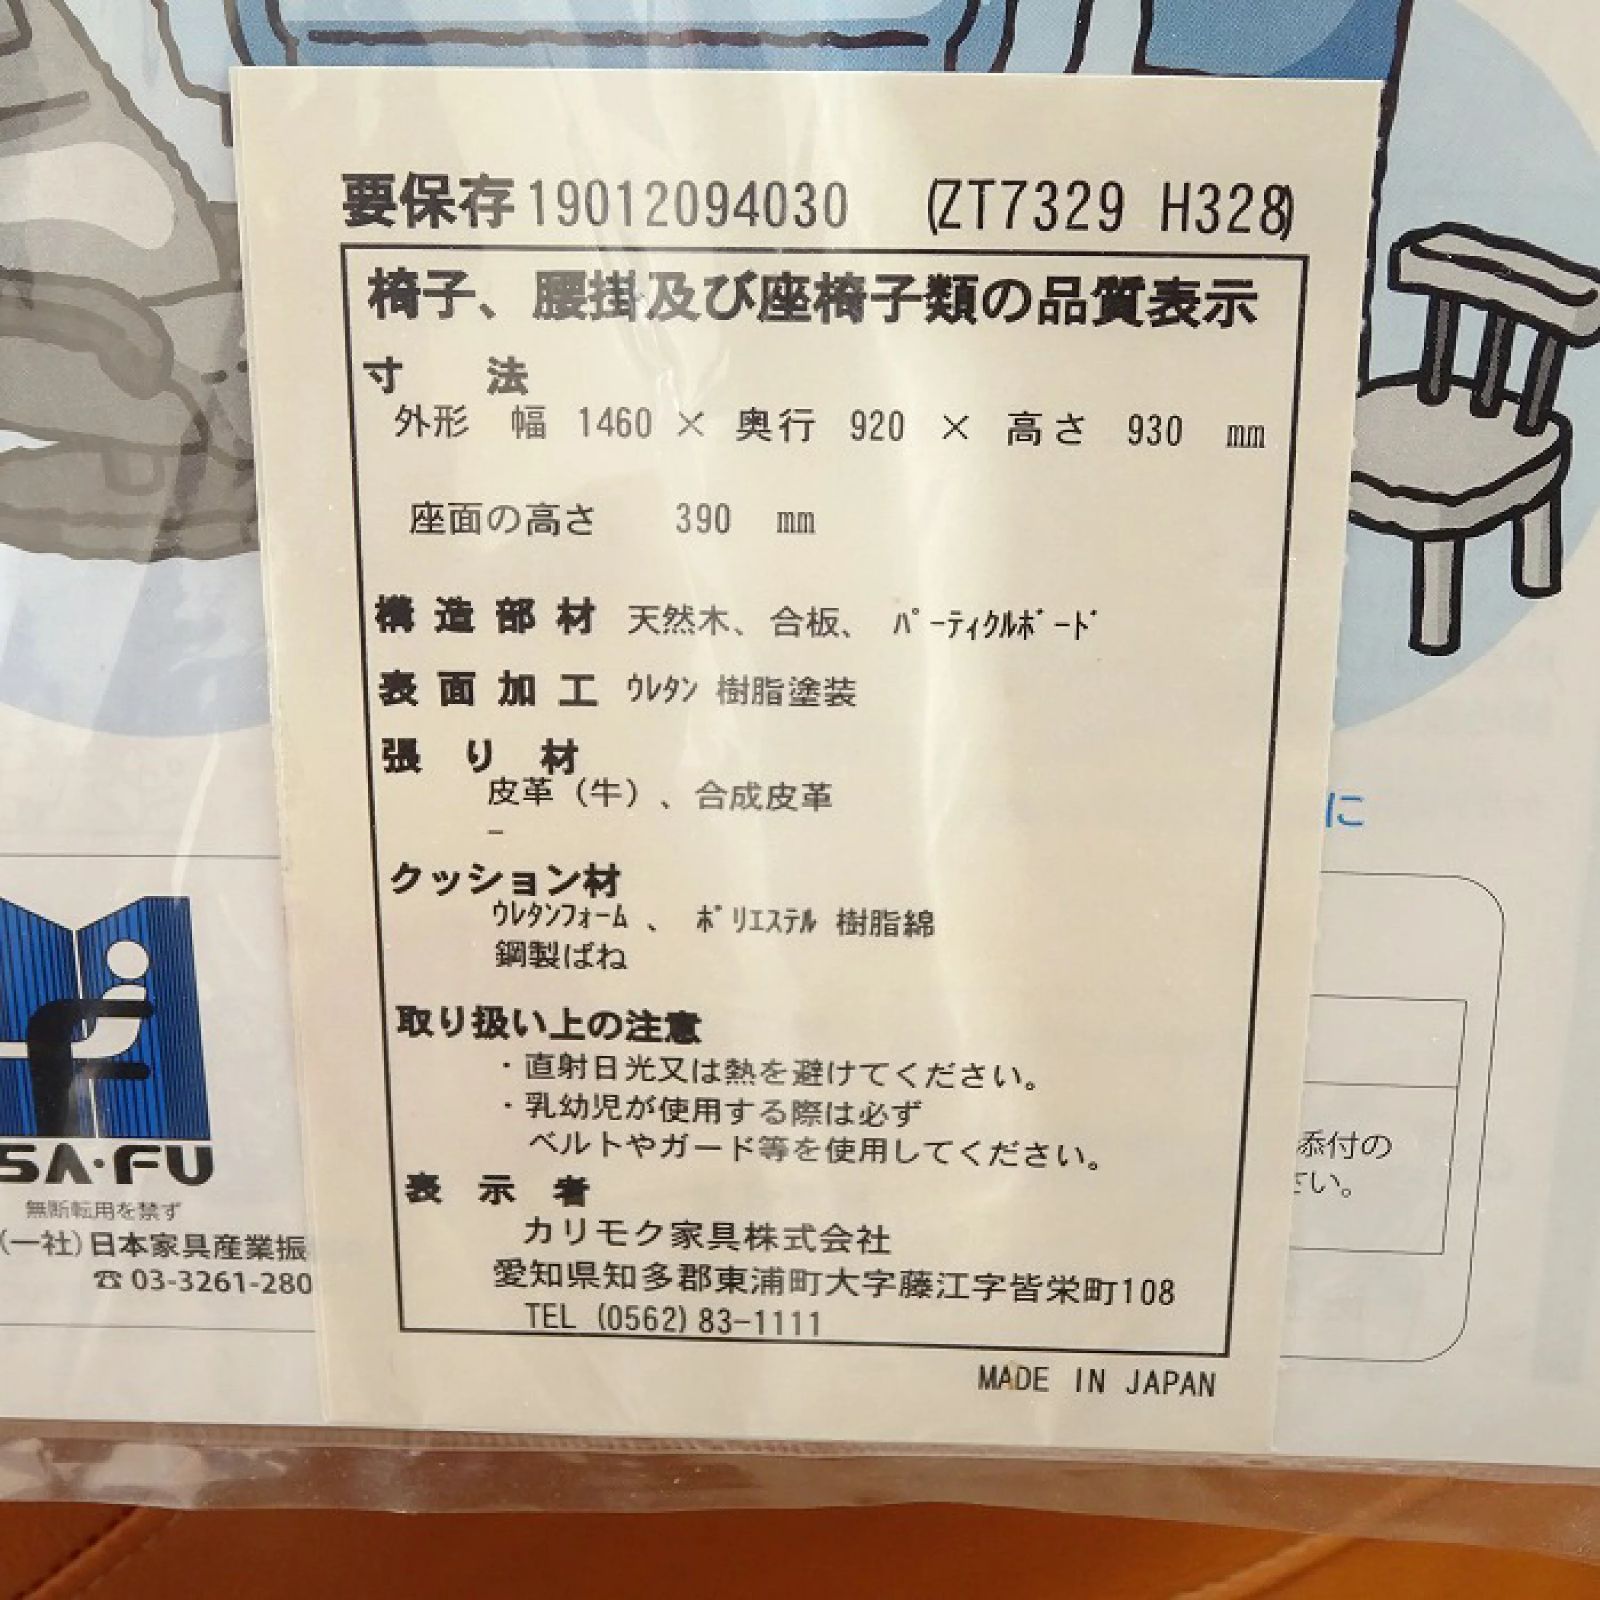 要保存19012094030 (ZT7329 H328)
椅子、腰掛及び座椅子類の品質表示
寸 法
外形 幅 1460 × 奥行 920 × 高さ 930 mm
座面の高さ 390 mm
構造部材 天然木、合板、 ﾊﾟｰﾃｨｸﾙﾎﾞｰﾄﾞ
表面加工 ｳﾚﾀﾝ 樹脂塗装
張り材
皮革（牛）、合成皮革
−
クッション材
ｳﾚﾀﾝﾌｫｰﾑ 、 ﾎﾟﾘｴｽﾃﾙ 樹脂綿
鋼製ばね
取り扱い上の注意
・直射日光又は熱を避けてください。
・乳幼児が使用する際は必ず
ベルトやガード等を使用してください。
表示者
カリモク家具株式会社
愛知県知多郡東浦町大字藤江字皆栄町108
TEL (0562) 83-1111
MADE IN JAPAN
SA・FU
無断転用を禁ず
(一社)日本家具産業振
☎ 03-3261-280
に
添付の
さい。